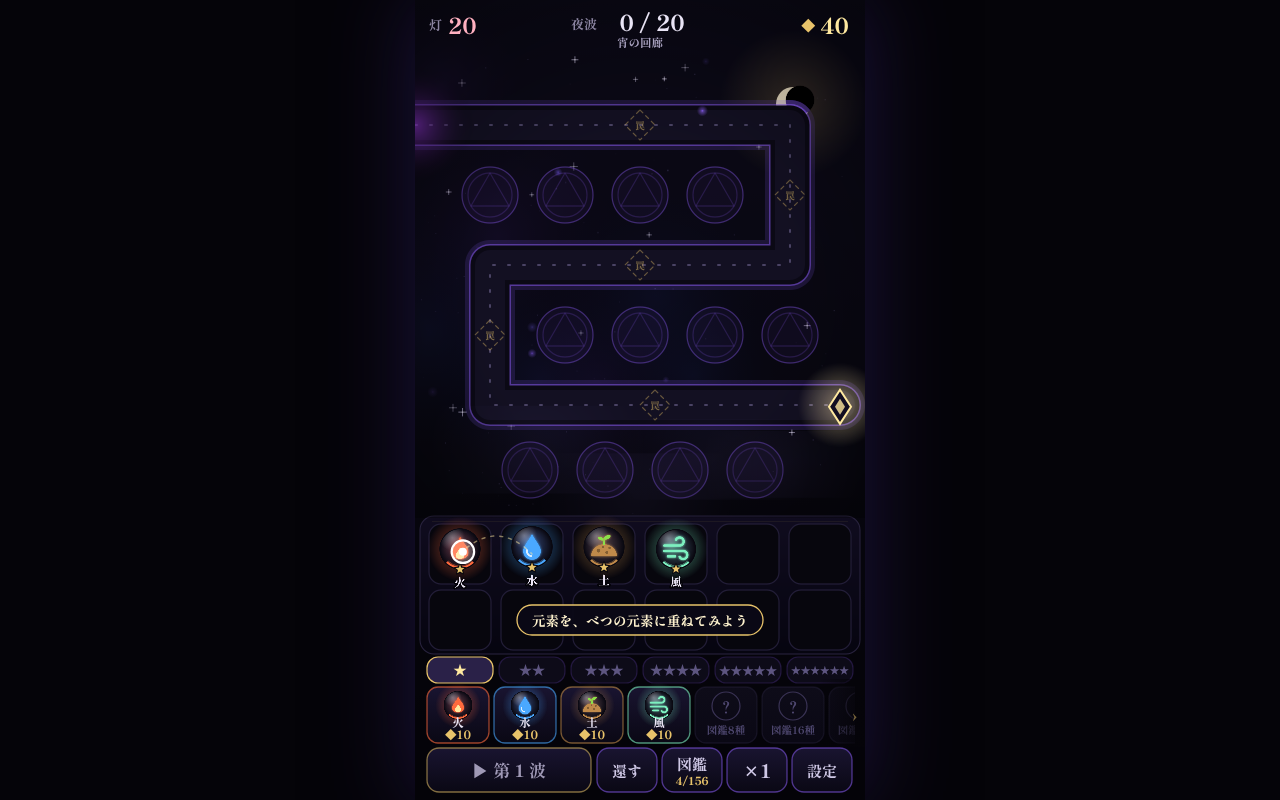 灯 20
夜波 0 / 20
宵の回廊
◆ 40
罠
罠
罠
罠
罠
火 水 土 風
元素を、べつの元素に重ねてみよう
★ ★★ ★★★ ★★★★ ★★★★★ ★★★★★★
火 水 土 風 ? ?
◆10 ◆10 ◆10 ◆10 図鑑8種 図鑑16種
▶ 第 1 波
還す
図鑑
4/156
×1
設定